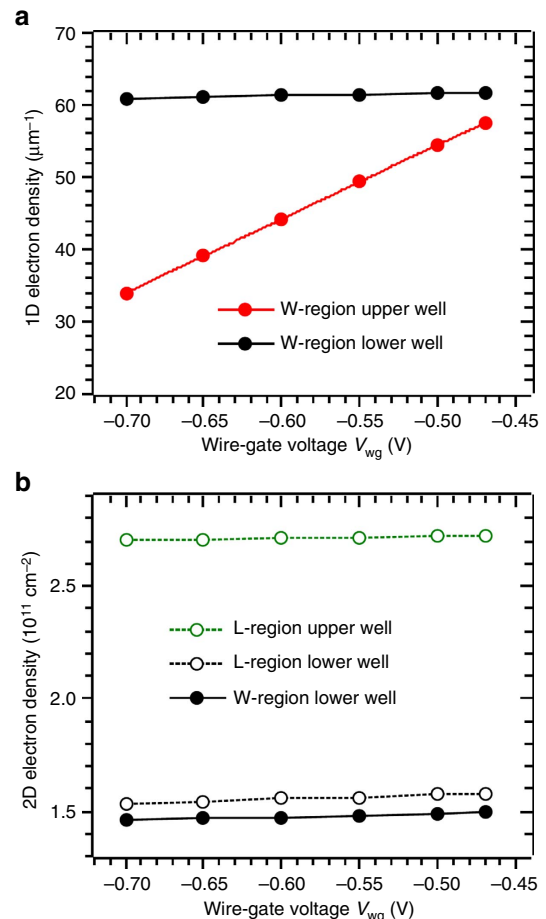 a
70
60
50
40
30
20
1D electron density (μm⁻¹)
W-region upper well
W-region lower well
–0.70 –0.65 –0.60 –0.55 –0.50 –0.45
Wire-gate voltage Vwg (V)
b
2.5
2.0
1.5
2D electron density (10¹¹ cm⁻²)
L-region upper well
L-region lower well
W-region lower well
–0.70 –0.65 –0.60 –0.55 –0.50 –0.45
Wire-gate voltage Vwg (V)